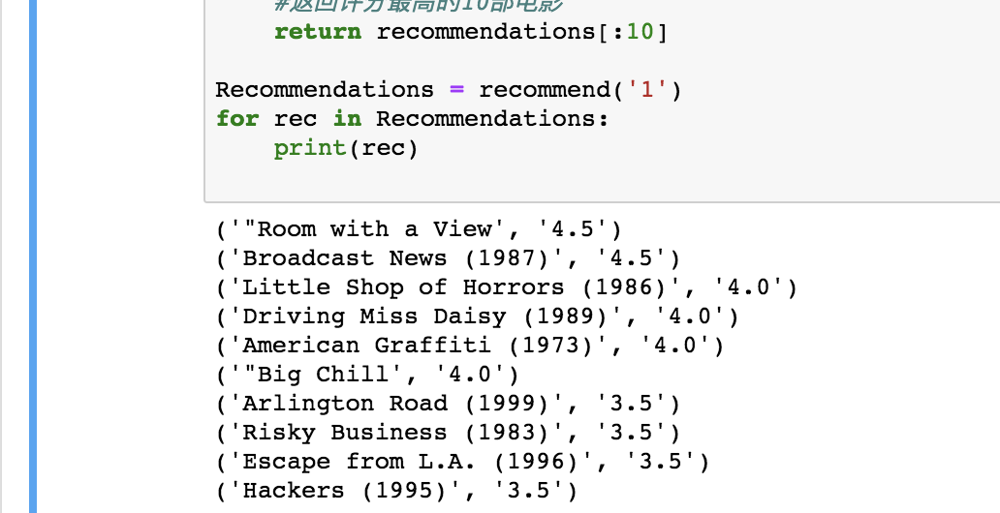 #返回评分最高的10部电影
return recommendations[:10]
Recommendations = recommend('1')
for rec in Recommendations:
print(rec)
('"Room with a View', '4.5')
('Broadcast News (1987)', '4.5')
('Little Shop of Horrors (1986)', '4.0')
('Driving Miss Daisy (1989)', '4.0')
('American Graffiti (1973)', '4.0')
('"Big Chill', '4.0')
('Arlington Road (1999)', '3.5')
('Risky Business (1983)', '3.5')
('Escape from L.A. (1996)', '3.5')
('Hackers (1995)', '3.5')